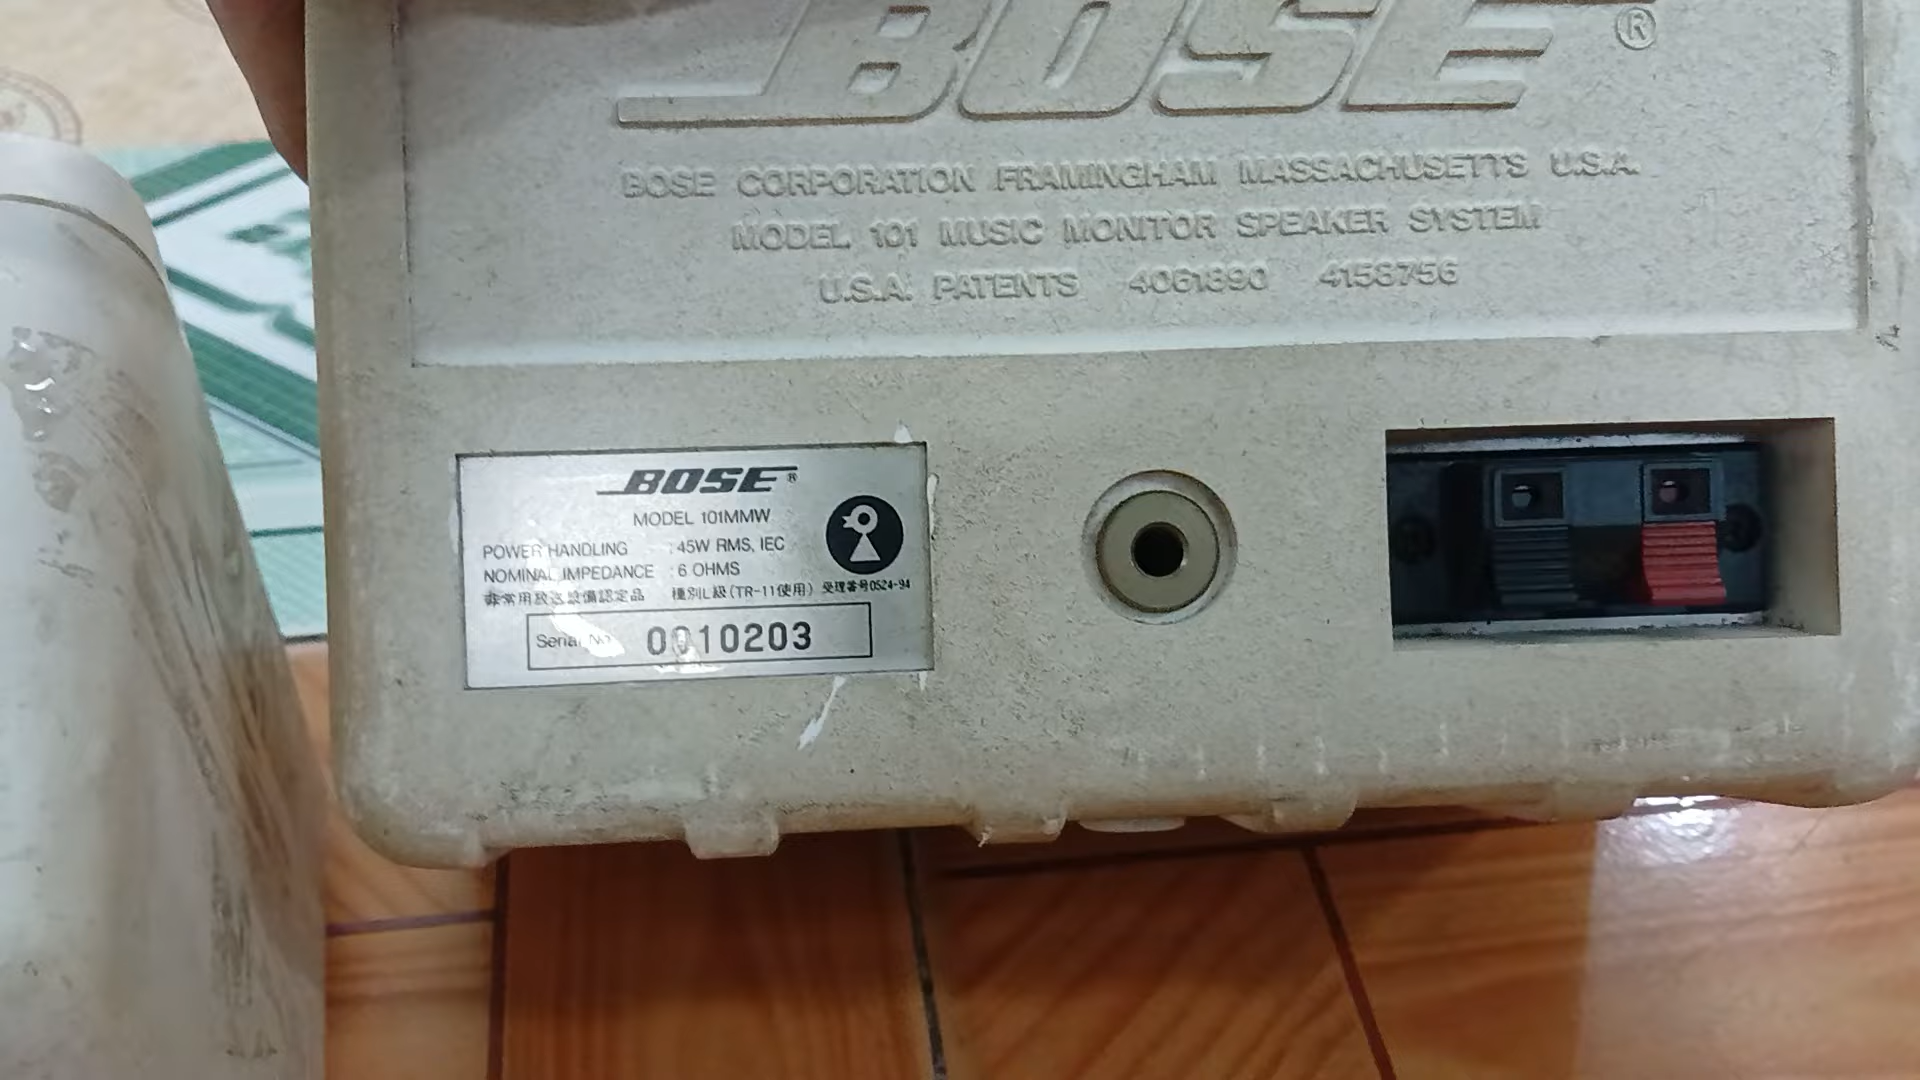 BOSE ®
BOSE CORPORATION FRAMINGHAM MASSACHUSETTS U.S.A.
MODEL 101 MUSIC MONITOR SPEAKER SYSTEM
U.S.A. PATENTS 4061890 4158756
BOSE ®
MODEL 101MMW
POWER HANDLING : 45W RMS, IEC
NOMINAL IMPEDANCE : 6 OHMS
非常用放送設備認定品 種別L級(TR-11使用) 受理番号0524-94
Serial No. 0010203